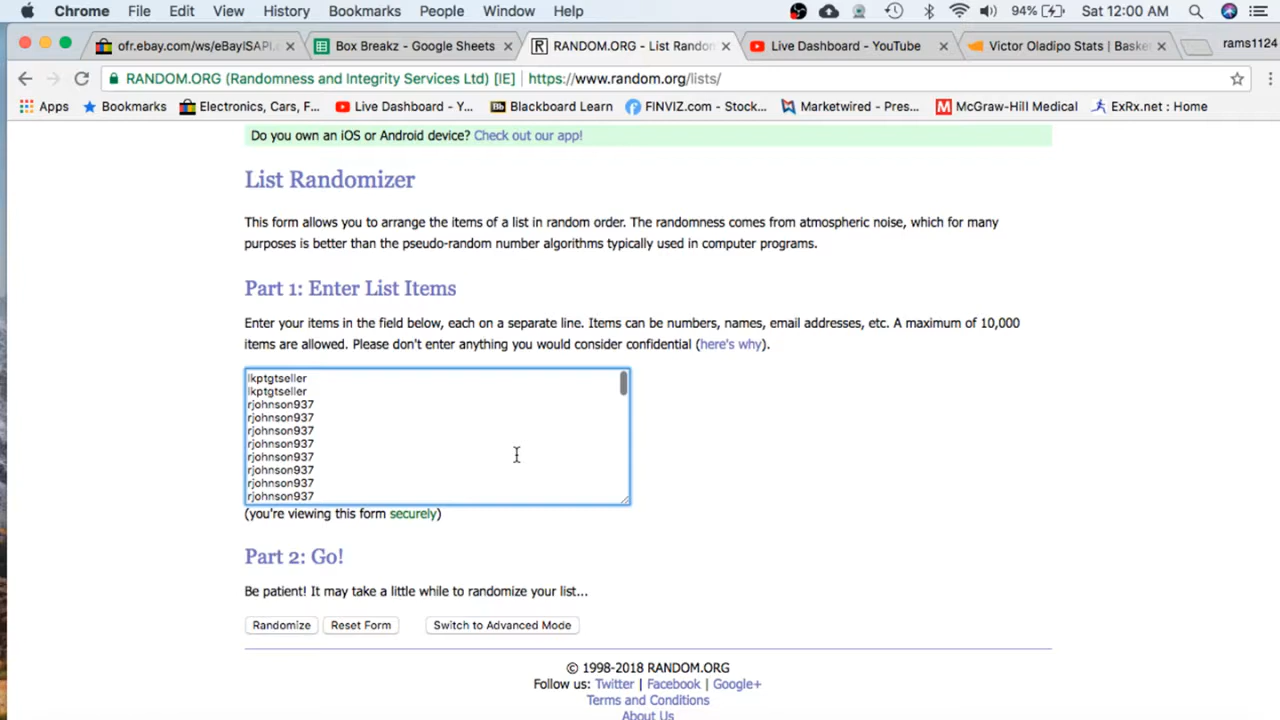 Chrome File Edit View History Bookmarks People Window Help 94% Sat 12:00 AM
ofr.ebay.com/ws/eBayISAPI. Box Breakz - Google Sheets RANDOM.ORG - List Random Live Dashboard - YouTube Victor Oladipo Stats | Bask rams1124
RANDOM.ORG (Randomness and Integrity Services Ltd) [IE] https://www.random.org/lists/
Apps Bookmarks Electronics, Cars, F... Live Dashboard - Y... Bb Blackboard Learn FINVIZ.com - Stock... Marketwired - Pres... M McGraw-Hill Medical ExRx.net : Home
Do you own an iOS or Android device? Check out our app!
List Randomizer
This form allows you to arrange the items of a list in random order. The randomness comes from atmospheric noise, which for many
purposes is better than the pseudo-random number algorithms typically used in computer programs.
Part 1: Enter List Items
Enter your items in the field below, each on a separate line. Items can be numbers, names, email addresses, etc. A maximum of 10,000
items are allowed. Please don't enter anything you would consider confidential (here's why).
lkptgtseller
lkptgtseller
rjohnson937
rjohnson937
rjohnson937
rjohnson937
rjohnson937
rjohnson937
rjohnson937
rjohnson937
(you're viewing this form securely)
Part 2: Go!
Be patient! It may take a little while to randomize your list...
Randomize Reset Form Switch to Advanced Mode
© 1998-2018 RANDOM.ORG
Follow us: Twitter | Facebook | Google+
Terms and Conditions
About Us